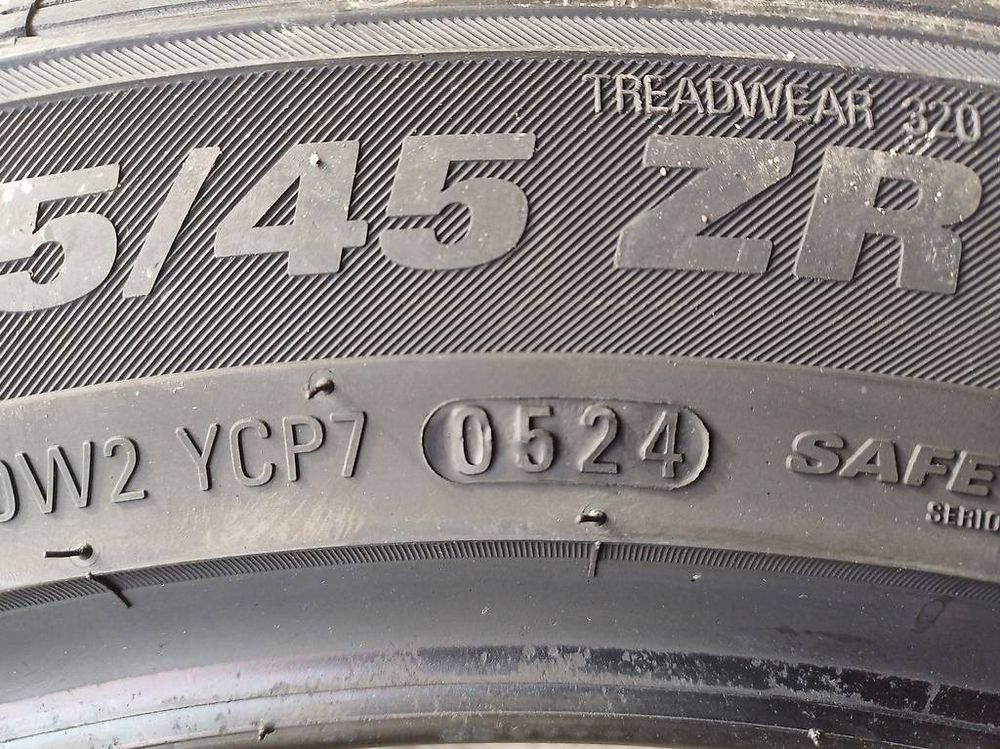 TREADWEAR 320
5/45 ZR
0W2 YCP7 0524 SAFE
SERIO